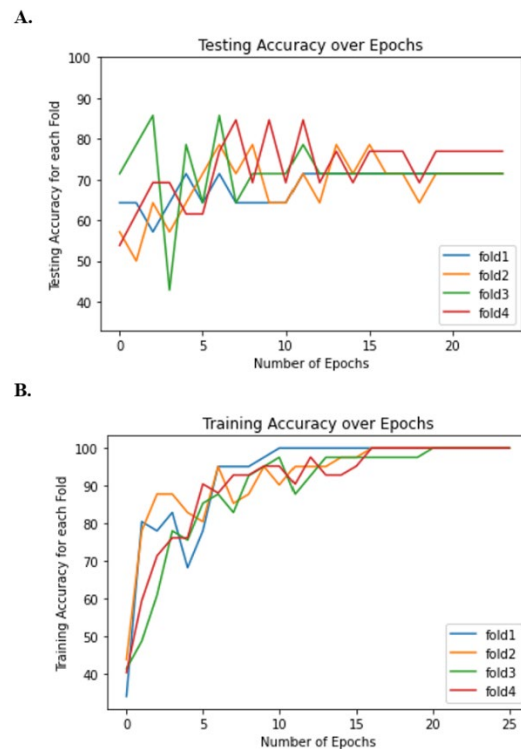 A.
Testing Accuracy over Epochs
100
90
80
70
60
50
40
Testing Accuracy for each Fold
fold1
fold2
fold3
fold4
0 5 10 15 20
Number of Epochs
B.
Training Accuracy over Epochs
100
90
80
70
60
50
40
Training Accuracy for each Fold
fold1
fold2
fold3
fold4
0 5 10 15 20 25
Number of Epochs